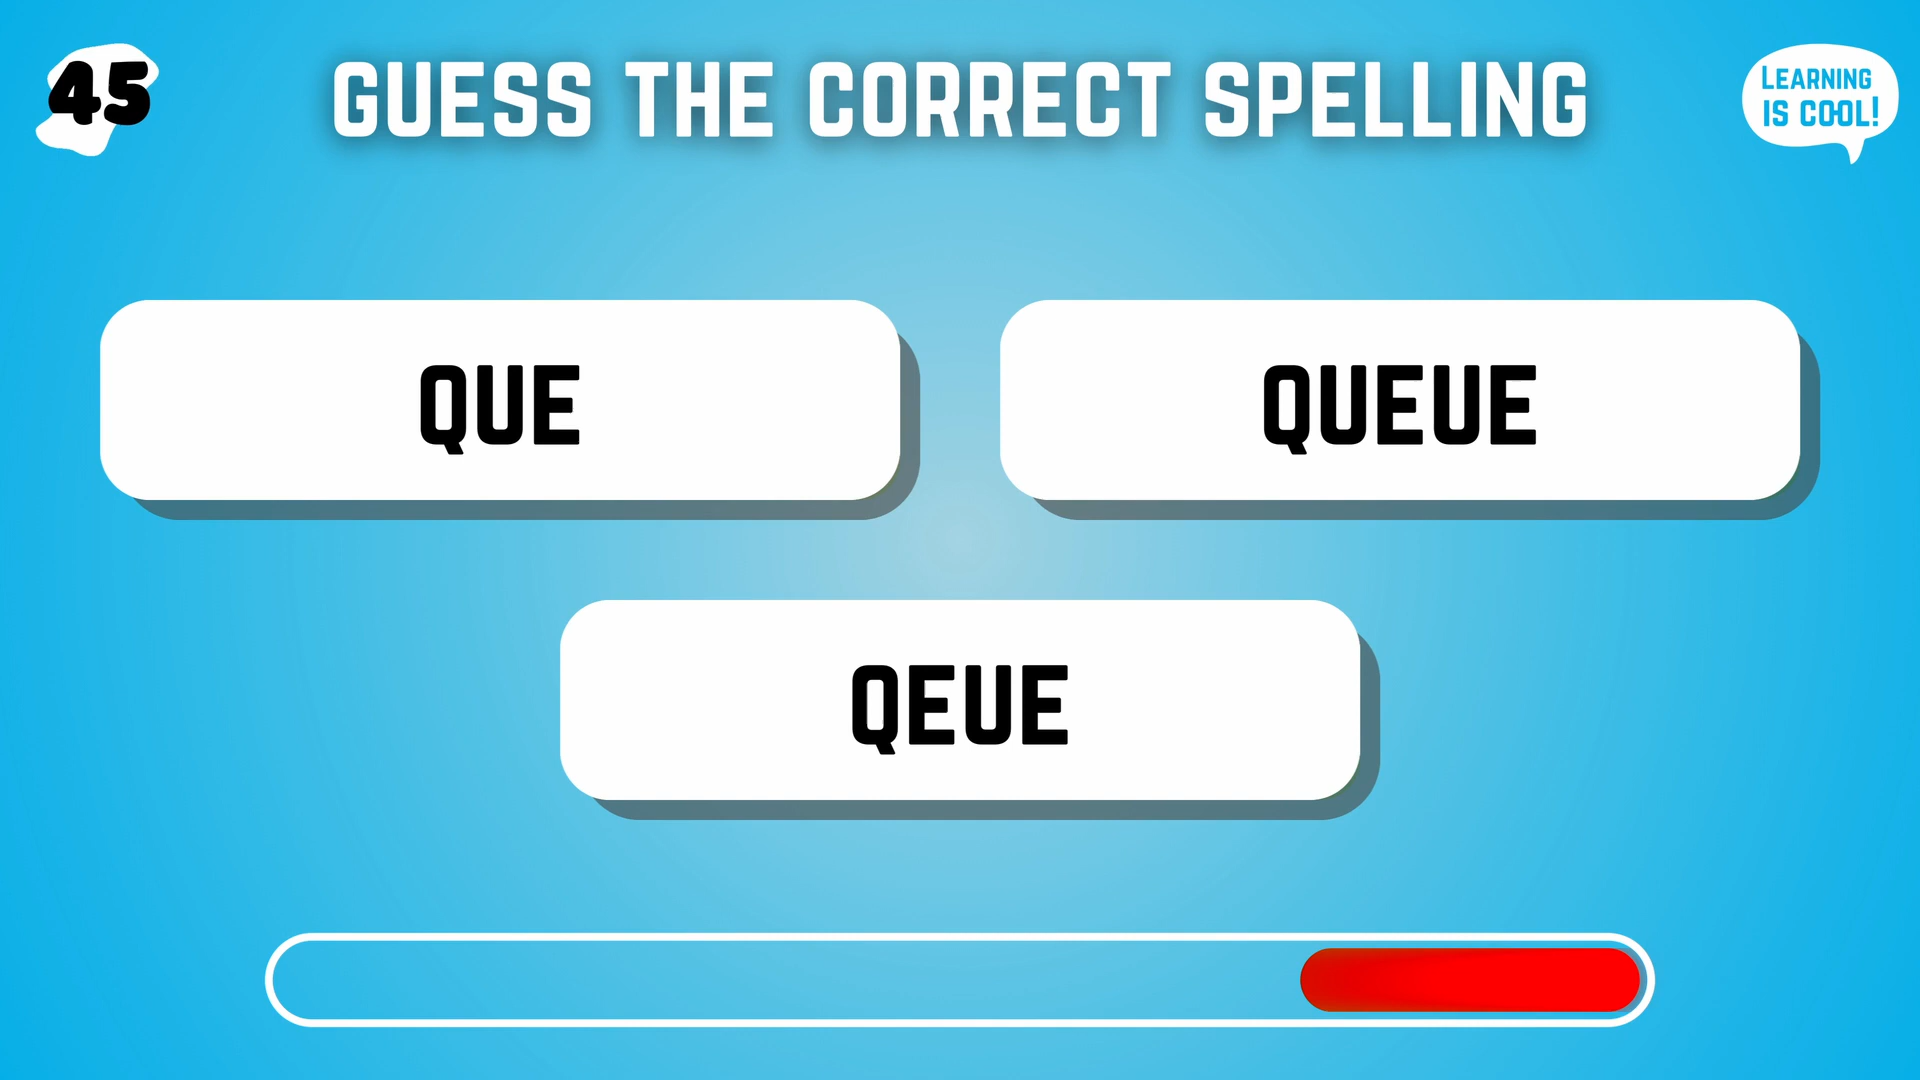 45
GUESS THE CORRECT SPELLING
LEARNING
IS COOL!
QUE
QUEUE
QEUE